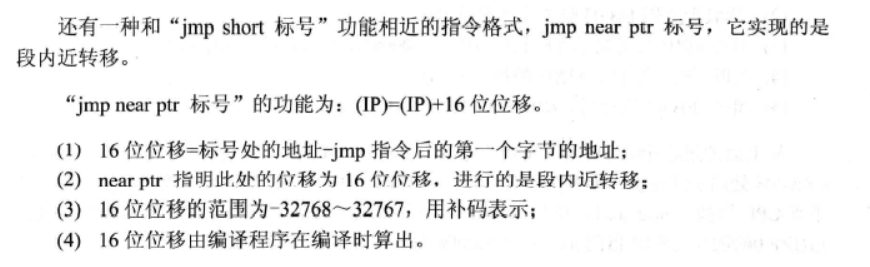 还有一种和“jmp short 标号”功能相近的指令格式，jmp near ptr 标号，它实现的是
段内近转移。
“jmp near ptr 标号”的功能为：(IP)=(IP)+16 位位移。
(1) 16 位位移=标号处的地址-jmp 指令后的第一个字节的地址；
(2) near ptr 指明此处的位移为 16 位位移，进行的是段内近转移；
(3) 16 位位移的范围为-32768～32767，用补码表示；
(4) 16 位位移由编译程序在编译时算出。